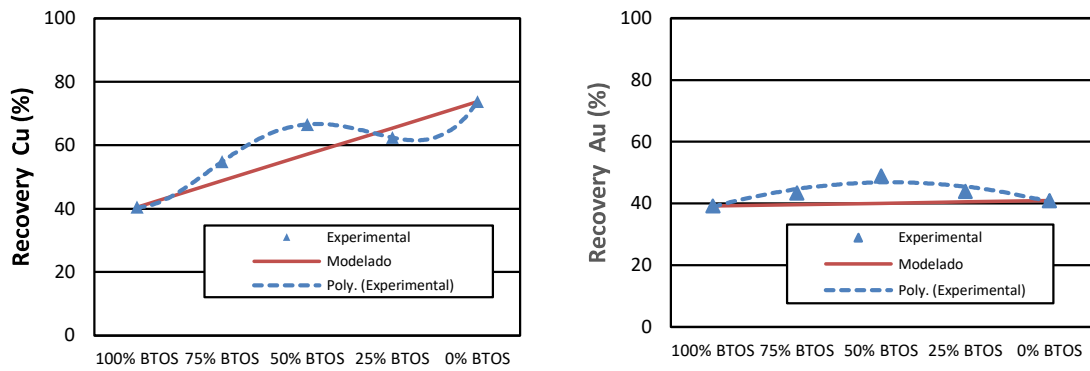 Recovery Cu (%)
100
80
60
40
20
0
Experimental
Modelado
Poly. (Experimental)
100% BTOS 75% BTOS 50% BTOS 25% BTOS 0% BTOS
Recovery Au (%)
100
80
60
40
20
0
Experimental
Modelado
Poly. (Experimental)
100% BTOS 75% BTOS 50% BTOS 25% BTOS 0% BTOS